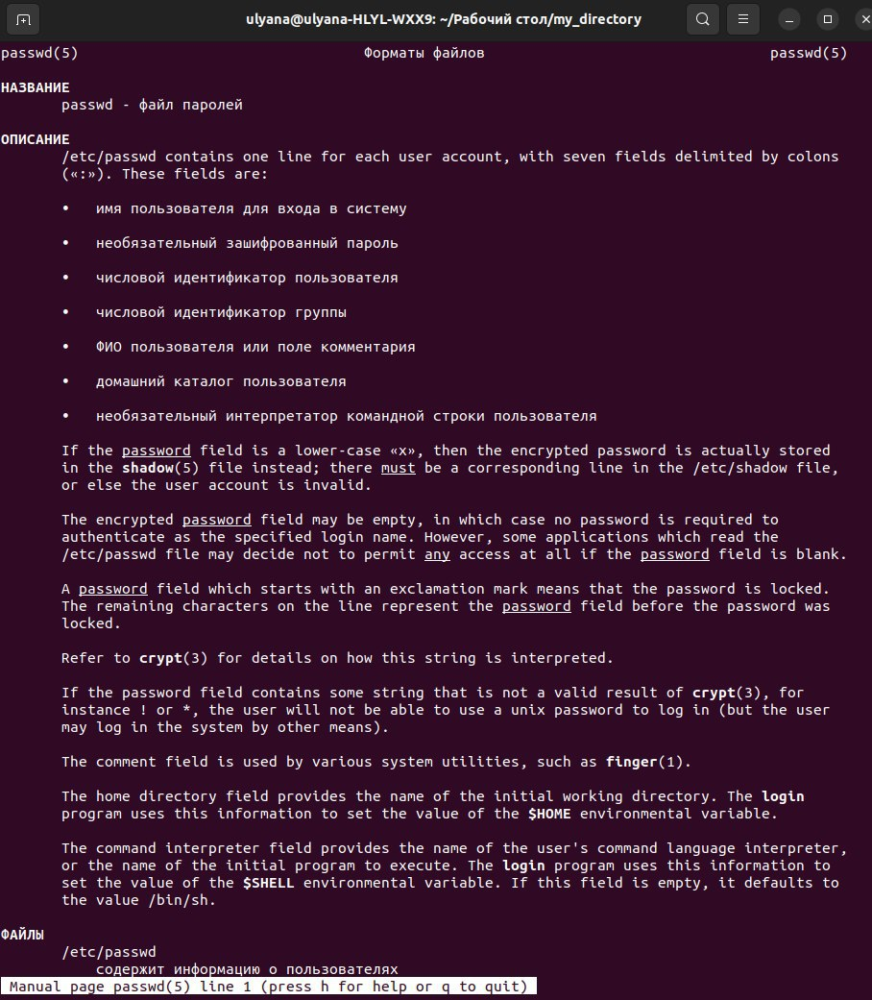 ulyana@ulyana-HLYL-WXX9: ~/Рабочий стол/my_directory
passwd(5) Форматы файлов passwd(5)
НАЗВАНИЕ
passwd - файл паролей
ОПИСАНИЕ
/etc/passwd contains one line for each user account, with seven fields delimited by colons
(«:»). These fields are:
• имя пользователя для входа в систему
• необязательный зашифрованный пароль
• числовой идентификатор пользователя
• числовой идентификатор группы
• ФИО пользователя или поле комментария
• домашний каталог пользователя
• необязательный интерпретатор командной строки пользователя
If the password field is a lower-case «x», then the encrypted password is actually stored
in the shadow(5) file instead; there must be a corresponding line in the /etc/shadow file,
or else the user account is invalid.
The encrypted password field may be empty, in which case no password is required to
authenticate as the specified login name. However, some applications which read the
/etc/passwd file may decide not to permit any access at all if the password field is blank.
A password field which starts with an exclamation mark means that the password is locked.
The remaining characters on the line represent the password field before the password was
locked.
Refer to crypt(3) for details on how this string is interpreted.
If the password field contains some string that is not a valid result of crypt(3), for
instance ! or *, the user will not be able to use a unix password to log in (but the user
may log in the system by other means).
The comment field is used by various system utilities, such as finger(1).
The home directory field provides the name of the initial working directory. The login
program uses this information to set the value of the $HOME environmental variable.
The command interpreter field provides the name of the user's command language interpreter,
or the name of the initial program to execute. The login program uses this information to
set the value of the $SHELL environmental variable. If this field is empty, it defaults to
the value /bin/sh.
ФАЙЛЫ
/etc/passwd
содержит информацию о пользователях
Manual page passwd(5) line 1 (press h for help or q to quit)